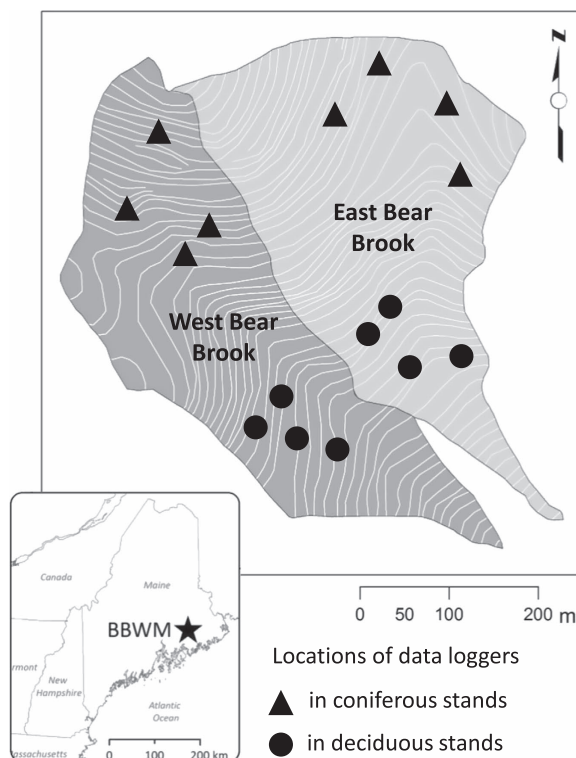 N
East Bear
Brook
West Bear
Brook
Canada
Maine
BBWM
rmont
New
Hampshire
Atlantic
Ocean
assachusetts
0 100 200 km
0 50 100 200 m
Locations of data loggers
in coniferous stands
in deciduous stands